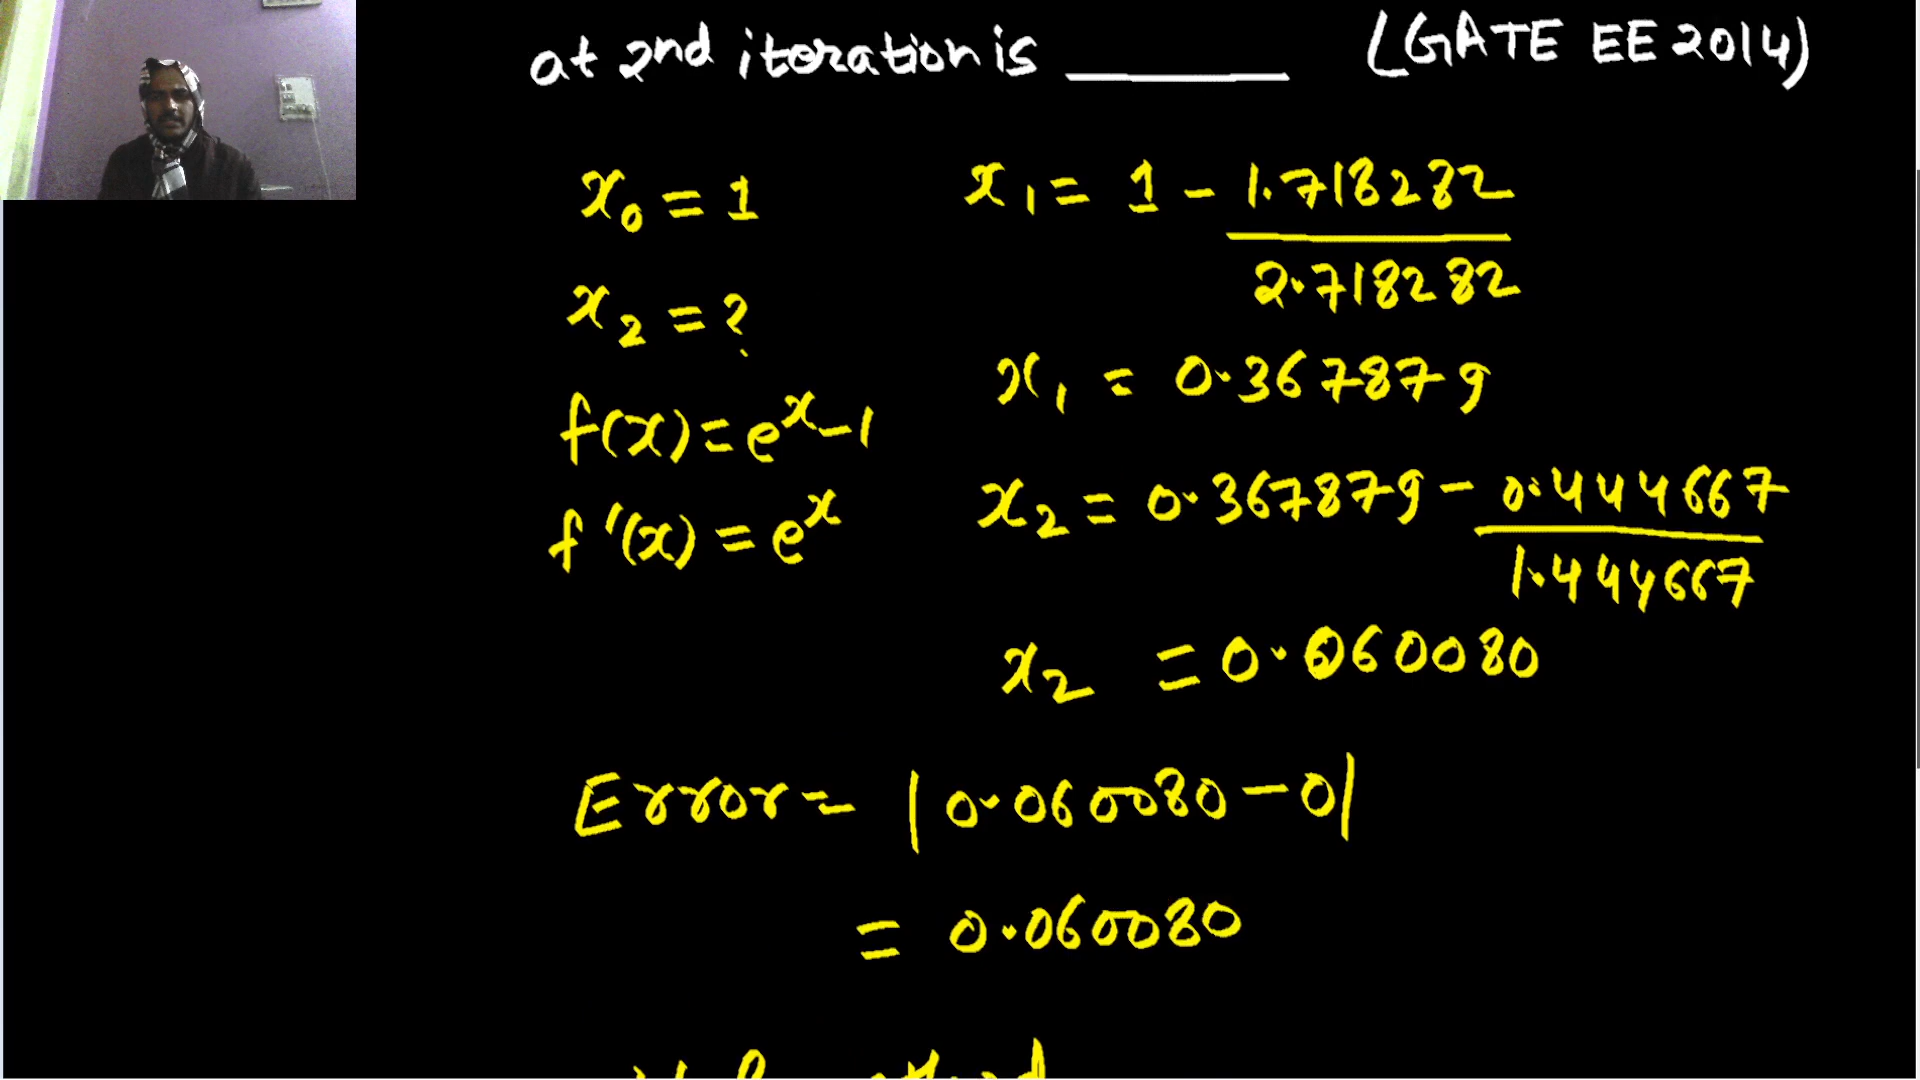 at 2nd iteration is ______ (GATE EE 2014)
x₀ = 1
x₂ = ?
f(x) = eˣ-1
f'(x) = eˣ
x₁ = 1 - 1.718282
2.718282
x₁ = 0.367879
x₂ = 0.367879 - 0.444667
1.444667
x₂ = 0.060080
Error = |0.060080 - 0|
= 0.060080